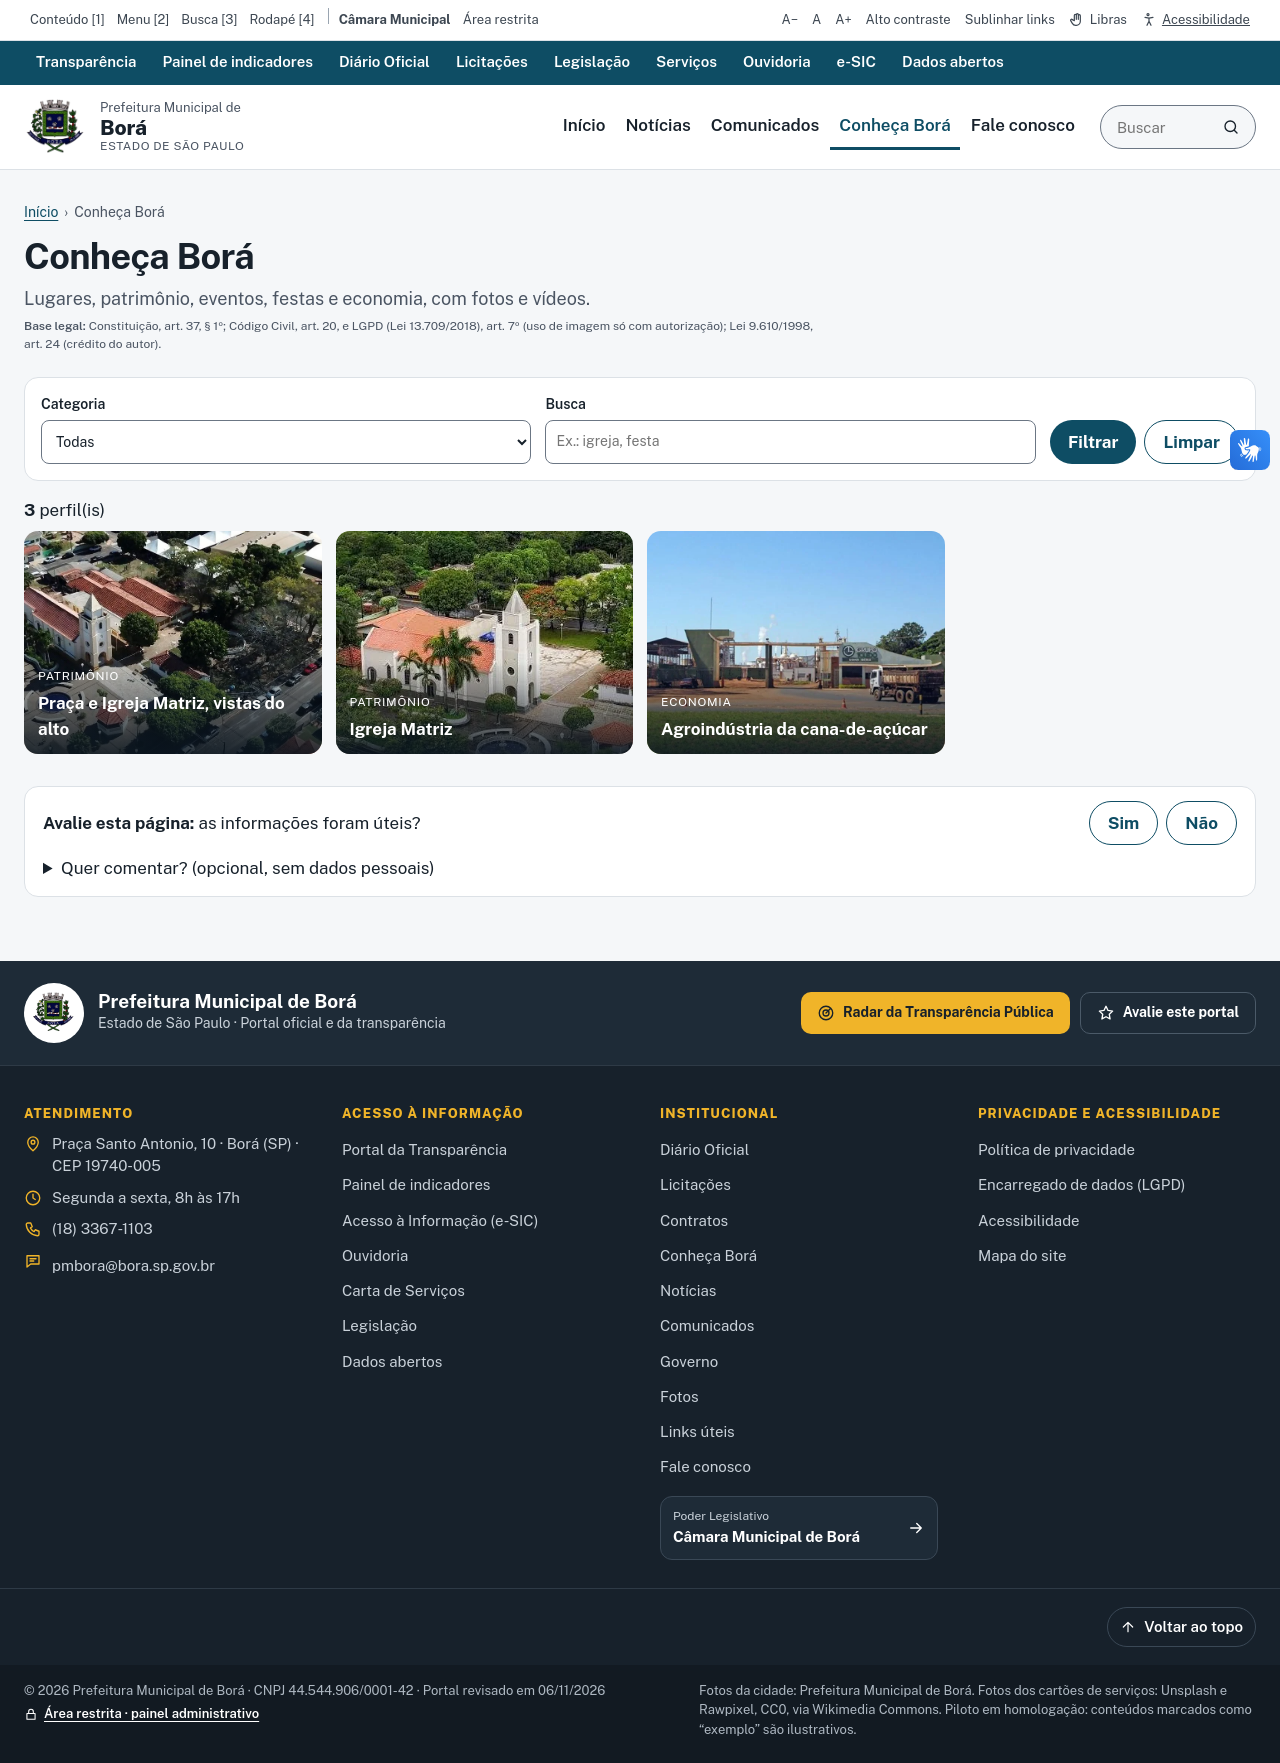 Conteúdo [1] Menu [2] Busca [3] Rodapé [4] Câmara Municipal Área restrita A− A A+ Alto contraste Sublinhar links Libras Acessibilidade
Transparência Painel de indicadores Diário Oficial Licitações Legislação Serviços Ouvidoria e-SIC Dados abertos
Prefeitura Municipal de
Borá
ESTADO DE SÃO PAULO
Início Notícias Comunicados Conheça Borá Fale conosco Buscar
Início › Conheça Borá
Conheça Borá
Lugares, patrimônio, eventos, festas e economia, com fotos e vídeos.
Base legal: Constituição, art. 37, § 1º; Código Civil, art. 20, e LGPD (Lei 13.709/2018), art. 7º (uso de imagem só com autorização); Lei 9.610/1998,
art. 24 (crédito do autor).
Categoria Busca
Todas Ex.: igreja, festa Filtrar Limpar
3 perfil(is)
PATRIMÔNIO
Praça e Igreja Matriz, vistas do
alto
PATRIMÔNIO
Igreja Matriz
ECONOMIA
Agroindústria da cana-de-açúcar
Avalie esta página: as informações foram úteis? Sim Não
Quer comentar? (opcional, sem dados pessoais)
Prefeitura Municipal de Borá
Estado de São Paulo · Portal oficial e da transparência
Radar da Transparência Pública Avalie este portal
ATENDIMENTO
Praça Santo Antonio, 10 · Borá (SP) ·
CEP 19740-005
Segunda a sexta, 8h às 17h
(18) 3367-1103
pmbora@bora.sp.gov.br
ACESSO À INFORMAÇÃO
Portal da Transparência
Painel de indicadores
Acesso à Informação (e-SIC)
Ouvidoria
Carta de Serviços
Legislação
Dados abertos
INSTITUCIONAL
Diário Oficial
Licitações
Contratos
Conheça Borá
Notícias
Comunicados
Governo
Fotos
Links úteis
Fale conosco
Poder Legislativo
Câmara Municipal de Borá
PRIVACIDADE E ACESSIBILIDADE
Política de privacidade
Encarregado de dados (LGPD)
Acessibilidade
Mapa do site
Voltar ao topo
© 2026 Prefeitura Municipal de Borá · CNPJ 44.544.906/0001-42 · Portal revisado em 06/11/2026
Área restrita · painel administrativo
Fotos da cidade: Prefeitura Municipal de Borá. Fotos dos cartões de serviços: Unsplash e
Rawpixel, CC0, via Wikimedia Commons. Piloto em homologação: conteúdos marcados como
“exemplo” são ilustrativos.